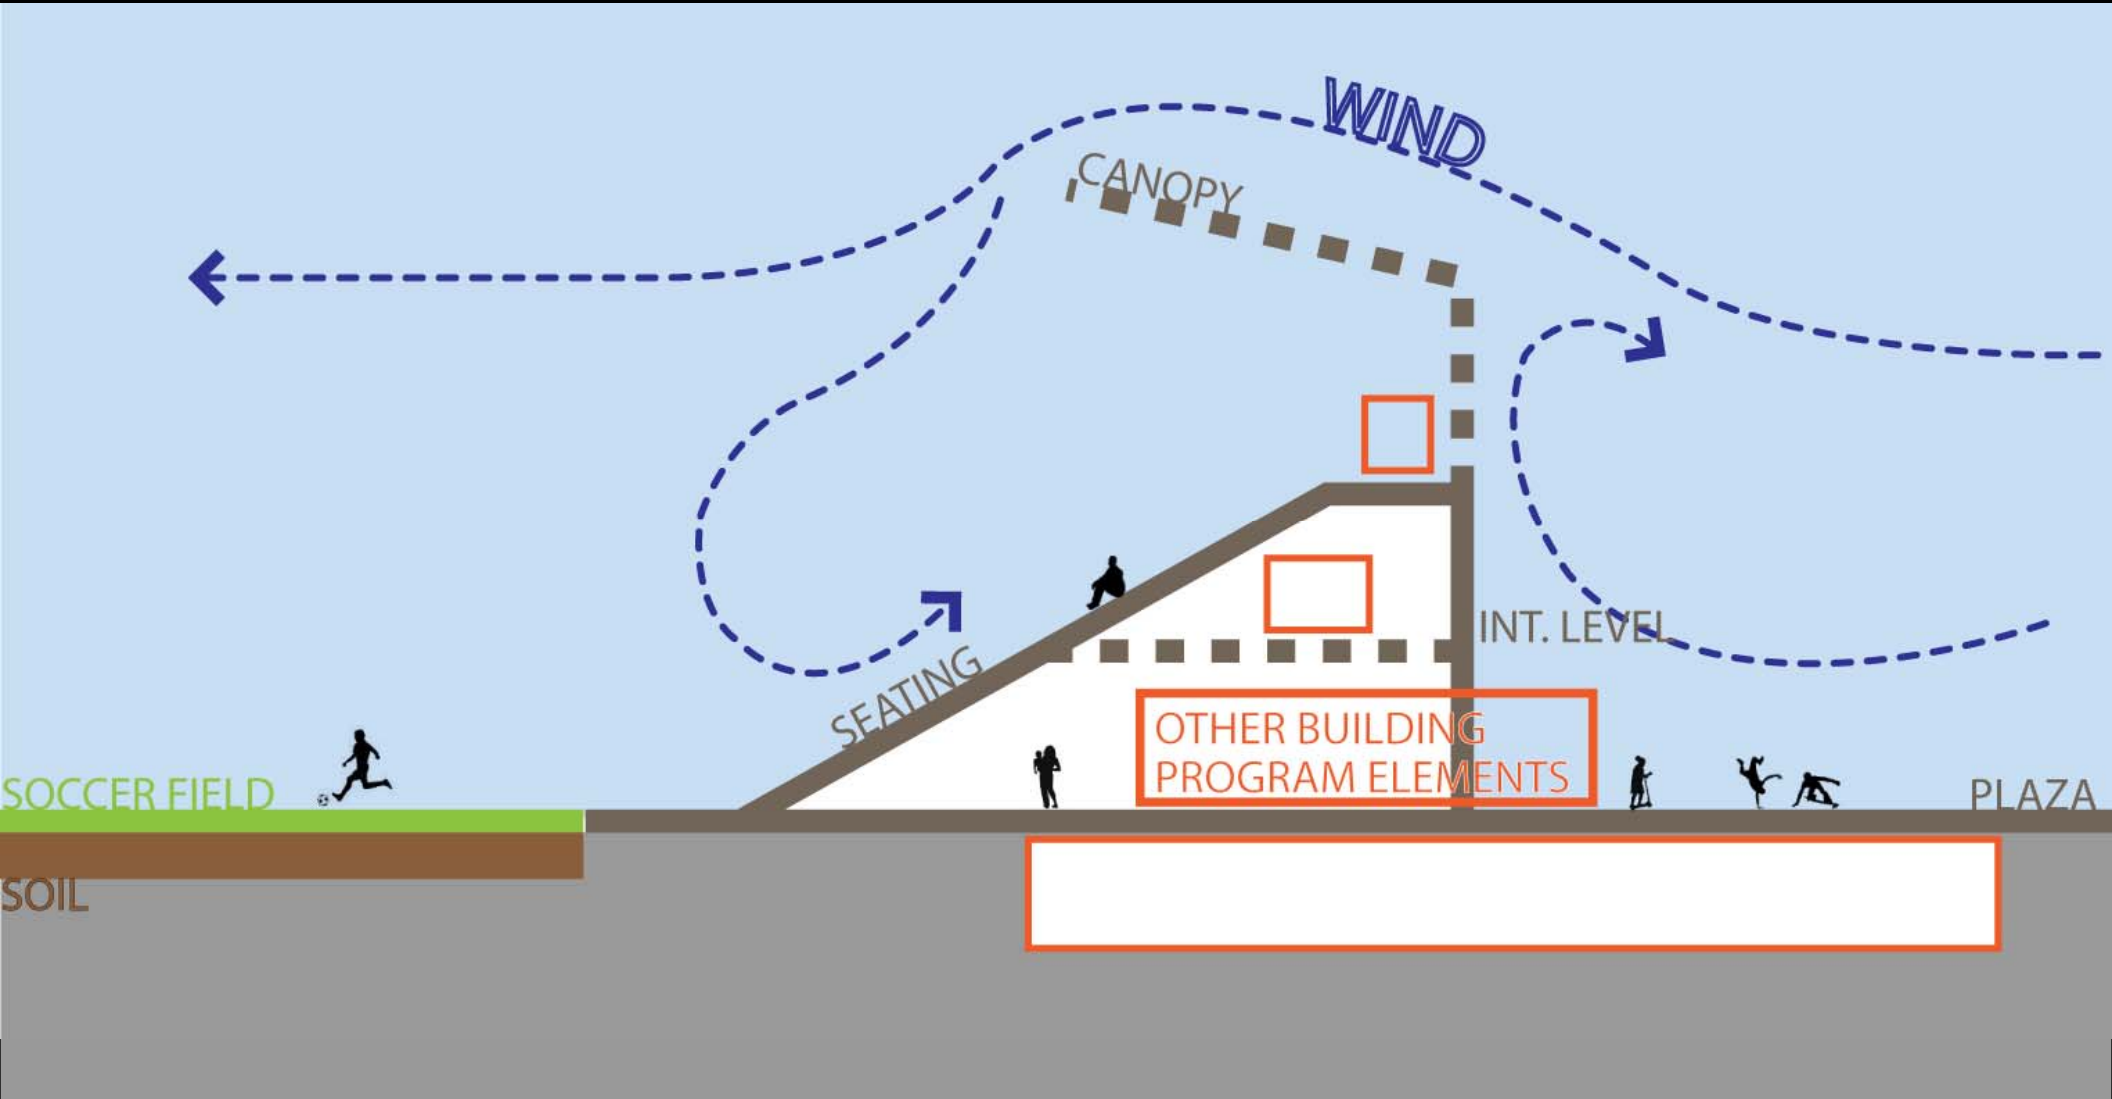 WIND
CANOPY
INT. LEVEL
SEATING
OTHER BUILDING
PROGRAM ELEMENTS
SOCCER FIELD
PLAZA
SOIL